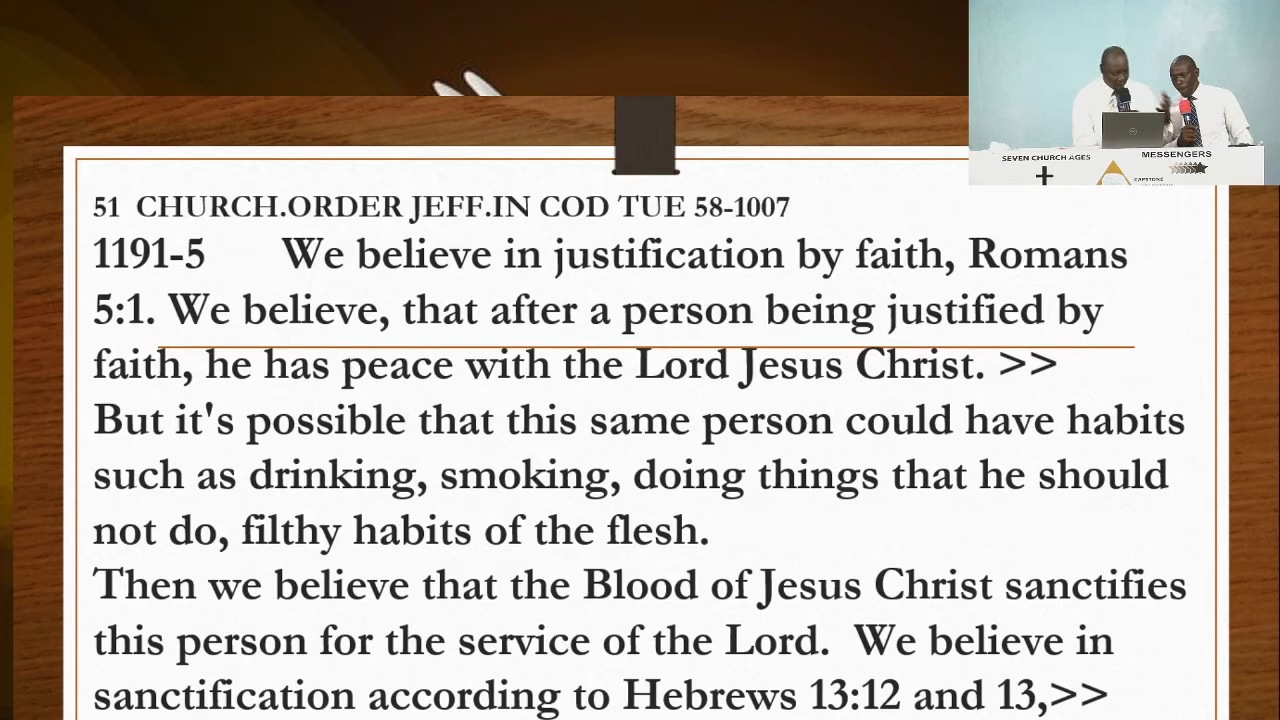 SEVEN CHURCH AGES
MESSENGERS
CAPSTONE
51 CHURCH.ORDER JEFF.IN COD TUE 58-1007
1191-5 We believe in justification by faith, Romans
5:1. We believe, that after a person being justified by
faith, he has peace with the Lord Jesus Christ. >>
But it's possible that this same person could have habits
such as drinking, smoking, doing things that he should
not do, filthy habits of the flesh.
Then we believe that the Blood of Jesus Christ sanctifies
this person for the service of the Lord. We believe in
sanctification according to Hebrews 13:12 and 13,>>